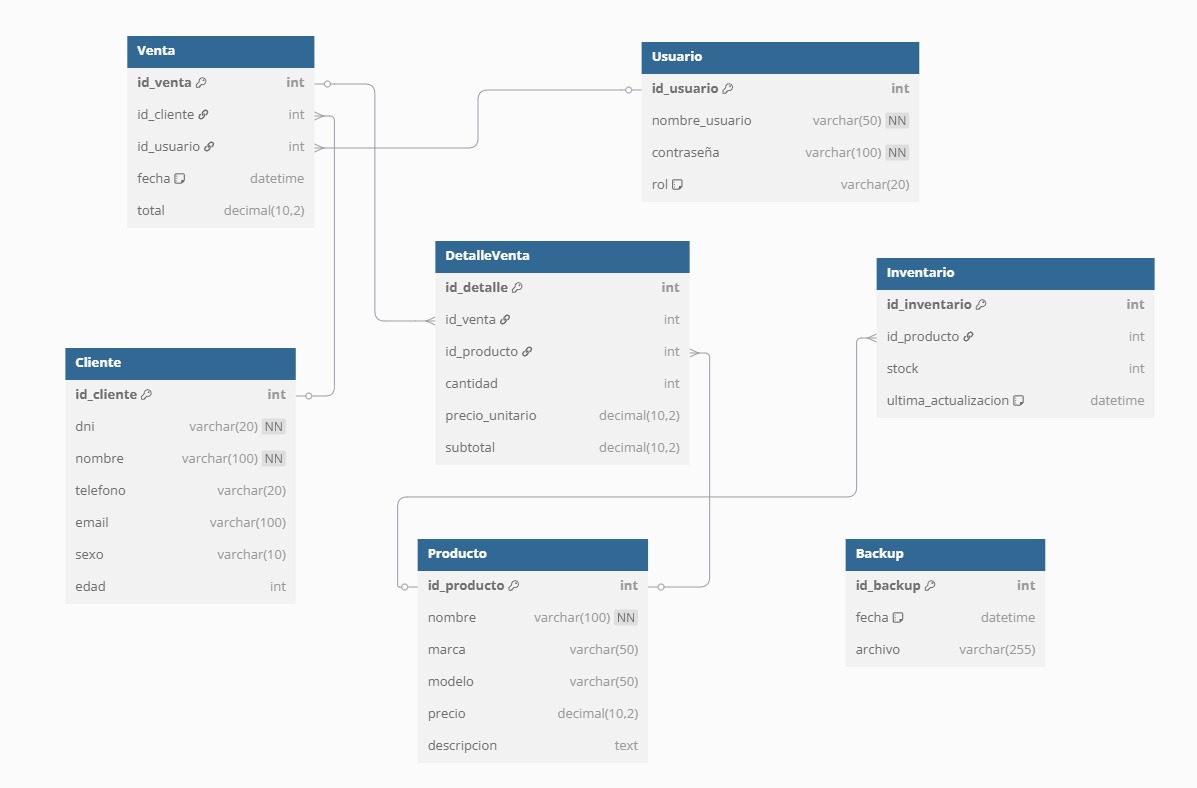 Venta
id_venta int
id_cliente int
id_usuario int
fecha datetime
total decimal(10,2)
Usuario
id_usuario int
nombre_usuario varchar(50) NN
contraseña varchar(100) NN
rol varchar(20)
DetalleVenta
id_detalle int
id_venta int
id_producto int
cantidad int
precio_unitario decimal(10,2)
subtotal decimal(10,2)
Inventario
id_inventario int
id_producto int
stock int
ultima_actualizacion datetime
Cliente
id_cliente int
dni varchar(20) NN
nombre varchar(100) NN
telefono varchar(20)
email varchar(100)
sexo varchar(10)
edad int
Producto
id_producto int
nombre varchar(100) NN
marca varchar(50)
modelo varchar(50)
precio decimal(10,2)
descripcion text
Backup
id_backup int
fecha datetime
archivo varchar(255)